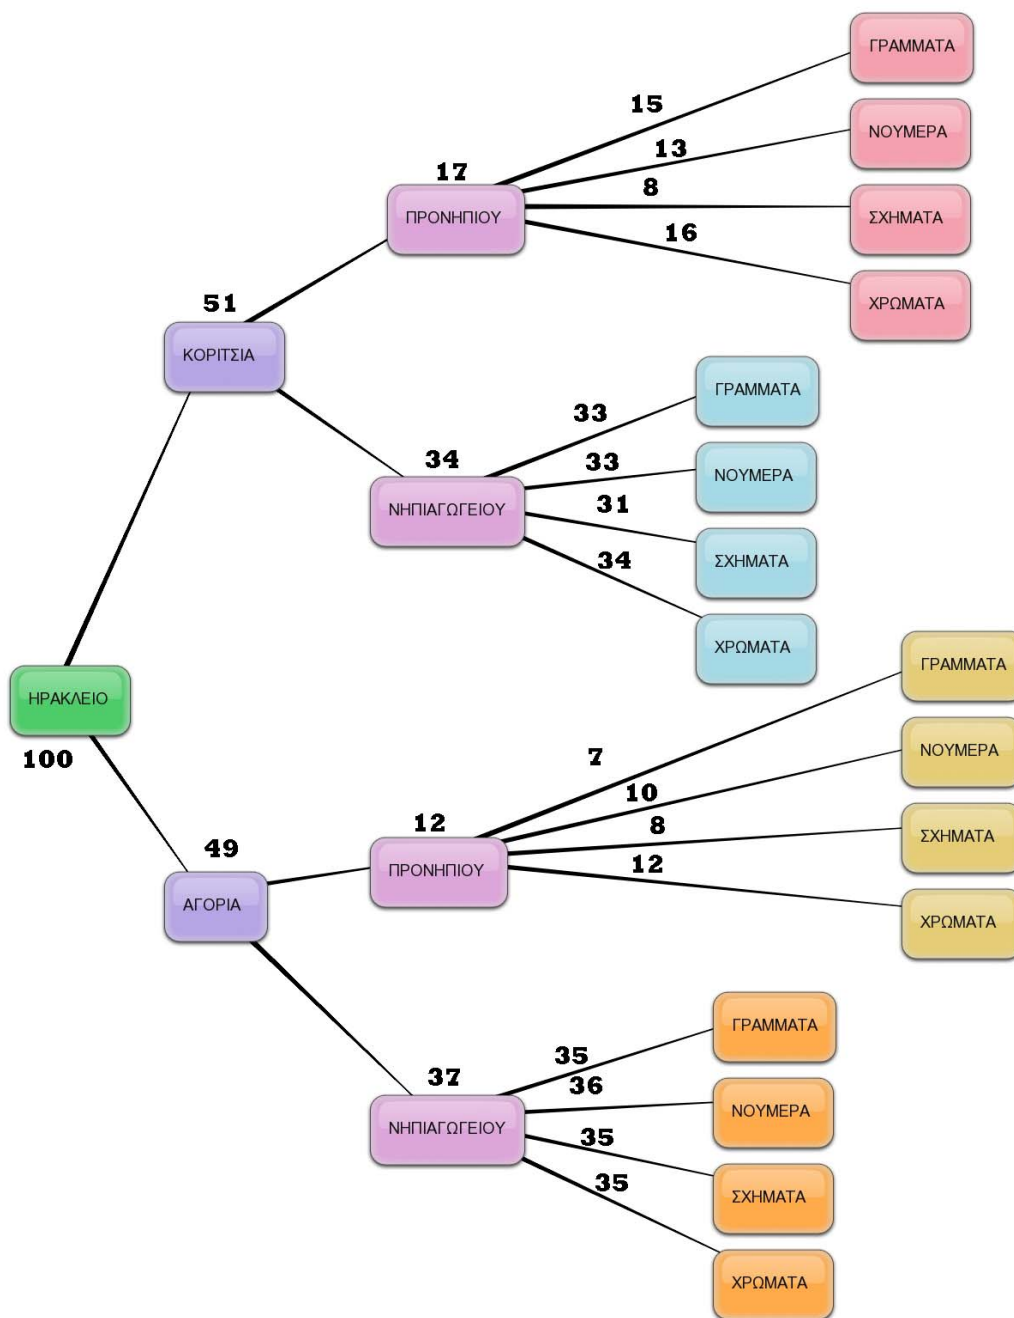 ΓΡΑΜΜΑΤΑ
15
ΝΟΥΜΕΡΑ
13
17
8
ΠΡΟΝΗΠΙΟΥ
ΣΧΗΜΑΤΑ
16
ΧΡΩΜΑΤΑ
51
ΚΟΡΙΤΣΙΑ
ΓΡΑΜΜΑΤΑ
33
34
33
ΝΟΥΜΕΡΑ
31
ΝΗΠΙΑΓΩΓΕΙΟΥ
34
ΣΧΗΜΑΤΑ
ΧΡΩΜΑΤΑ
ΗΡΑΚΛΕΙΟ
100
ΓΡΑΜΜΑΤΑ
7
ΝΟΥΜΕΡΑ
10
12
8
ΣΧΗΜΑΤΑ
49
12
ΠΡΟΝΗΠΙΟΥ
ΑΓΟΡΙΑ
ΧΡΩΜΑΤΑ
ΓΡΑΜΜΑΤΑ
35
37
36
ΝΟΥΜΕΡΑ
ΝΗΠΙΑΓΩΓΕΙΟΥ
35
35
ΣΧΗΜΑΤΑ
ΧΡΩΜΑΤΑ